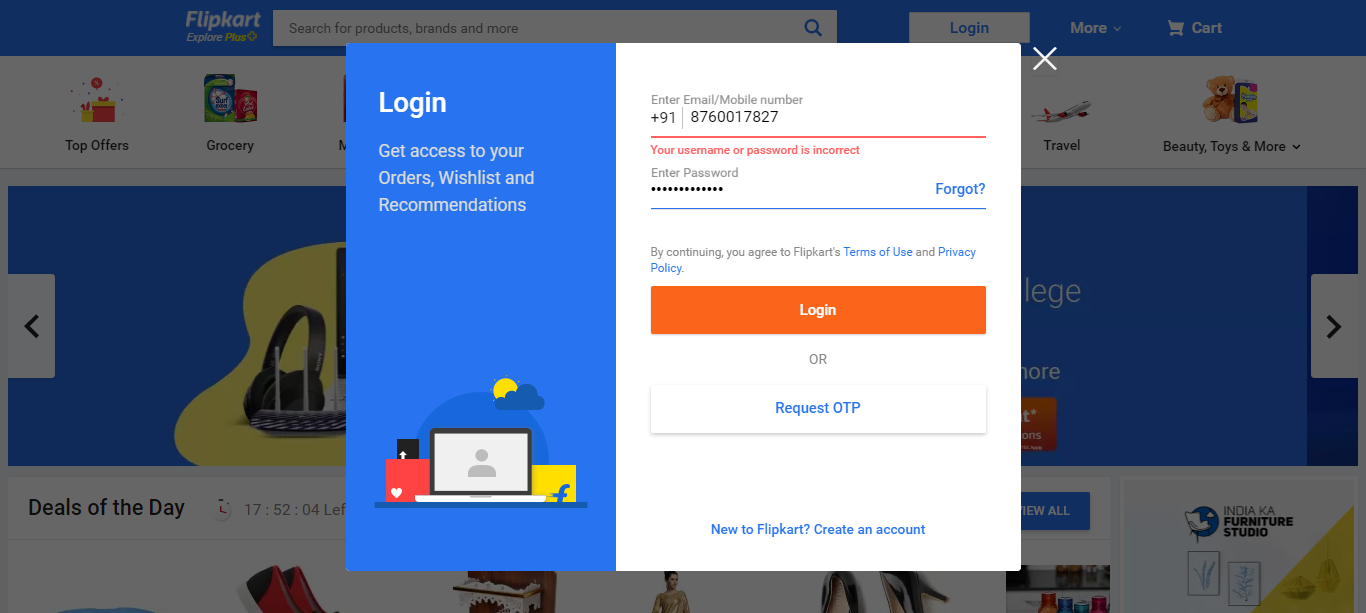 Flipkart
Explore Plus
Search for products, brands and more
Login
More
Cart
Top Offers
Grocery
M
Travel
Beauty, Toys & More
Login
Get access to your
Orders, Wishlist and
Recommendations
Enter Email/Mobile number
+91 8760017827
Your username or password is incorrect
Enter Password
•••••••••••••
Forgot?
By continuing, you agree to Flipkart's Terms of Use and Privacy
Policy.
Login
OR
Request OTP
New to Flipkart? Create an account
lege
more
Deals of the Day
17 : 52 : 04 Lef
VIEW ALL
INDIA KA
FURNITURE
STUDIO
Surf
SONY